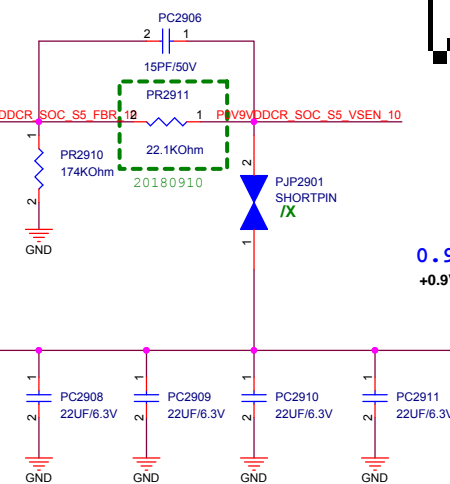 PC2906
2 1
15PF/50V
PR2911
DDCR_SOC_S5_FBR_10 2 1 P0V9VDDCR_SOC_S5_VSEN_10
22.1KOhm
20180910
1
PR2910
174KOhm
2
GND
2
PJP2901
SHORTPIN
/X
1
0.9
+0.9V
1 PC2908
2 22UF/6.3V
GND
1 PC2909
2 22UF/6.3V
GND
1 PC2910
2 22UF/6.3V
GND
1 PC2911
2 22UF/6.3V
GND